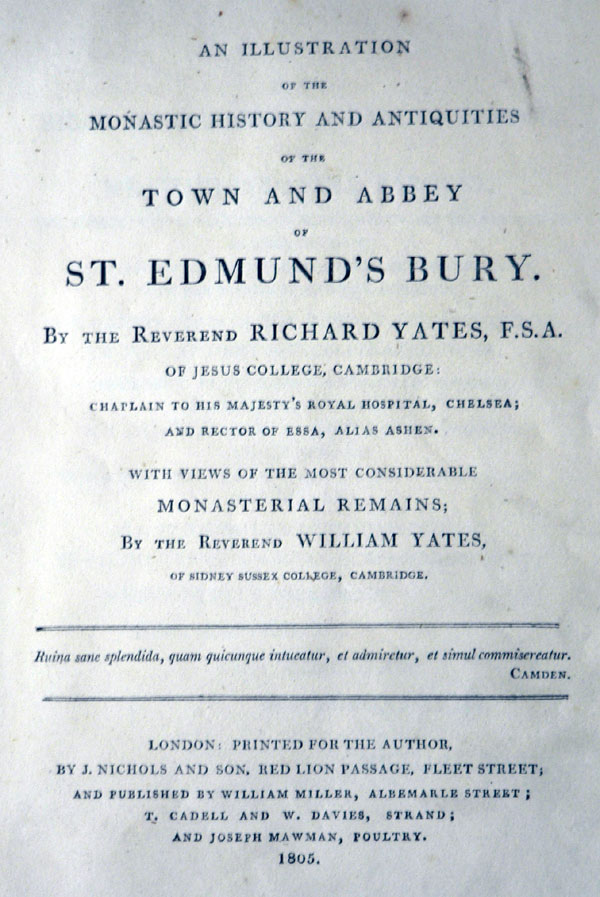 AN ILLUSTRATION
OF THE
MONASTIC HISTORY AND ANTIQUITIES
OF THE
TOWN AND ABBEY
OF
ST. EDMUND'S BURY.
BY THE REVEREND RICHARD YATES, F.S.A.
OF JESUS COLLEGE, CAMBRIDGE:
CHAPLAIN TO HIS MAJESTY'S ROYAL HOSPITAL, CHELSEA;
AND RECTOR OF ESSA, ALIAS ASHEN.
WITH VIEWS OF THE MOST CONSIDERABLE
MONASTERIAL REMAINS;
BY THE REVEREND WILLIAM YATES,
OF SIDNEY SUSSEX COLLEGE, CAMBRIDGE.
Ruina sane splendida, quam quicunque intueatur, et admiretur, et simul commisereatur.
CAMDEN.
LONDON: PRINTED FOR THE AUTHOR,
BY J. NICHOLS AND SON, RED LION PASSAGE, FLEET STREET;
AND PUBLISHED BY WILLIAM MILLER, ALBEMARLE STREET;
T. CADELL AND W. DAVIES, STRAND;
AND JOSEPH MAWMAN, POULTRY.
1805.